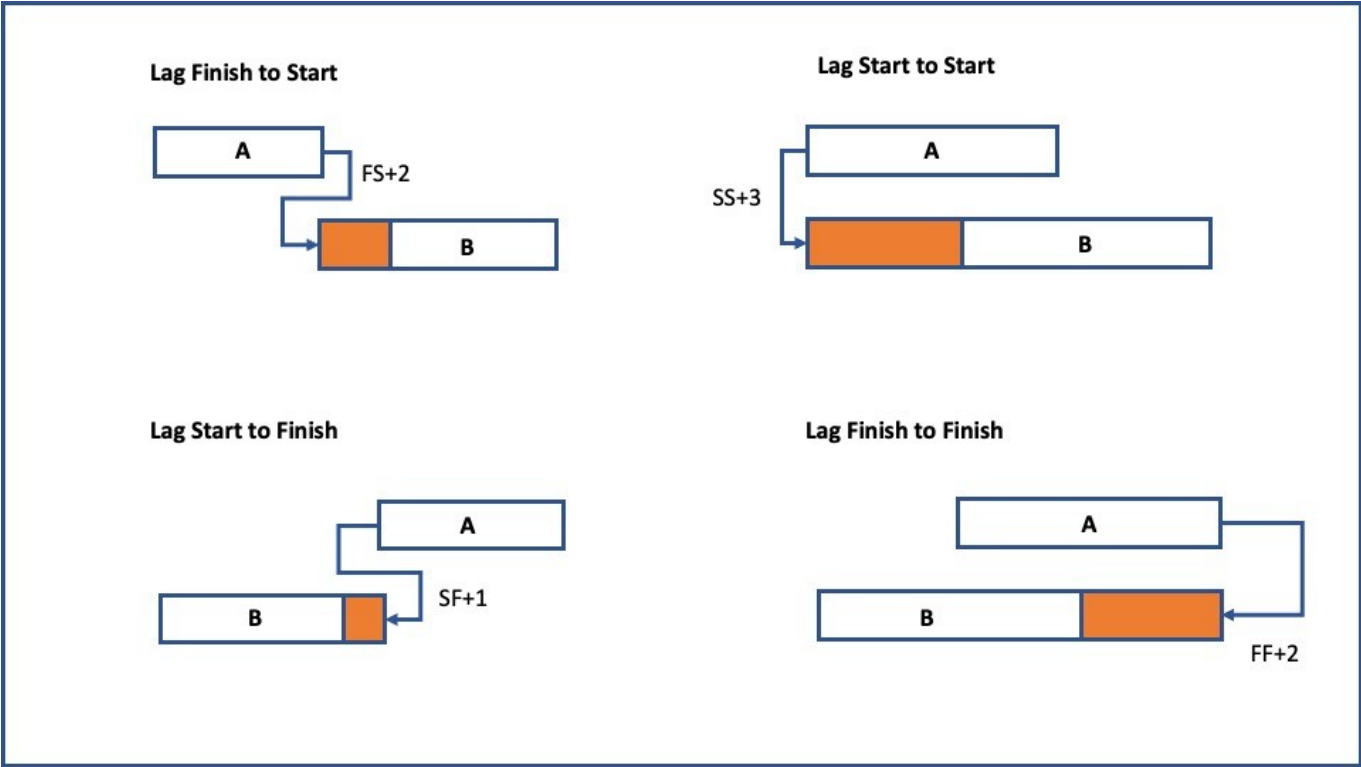 Lag Finish to Start
A
FS+2
B
Lag Start to Start
A
SS+3
B
Lag Start to Finish
A
SF+1
B
Lag Finish to Finish
A
B
FF+2